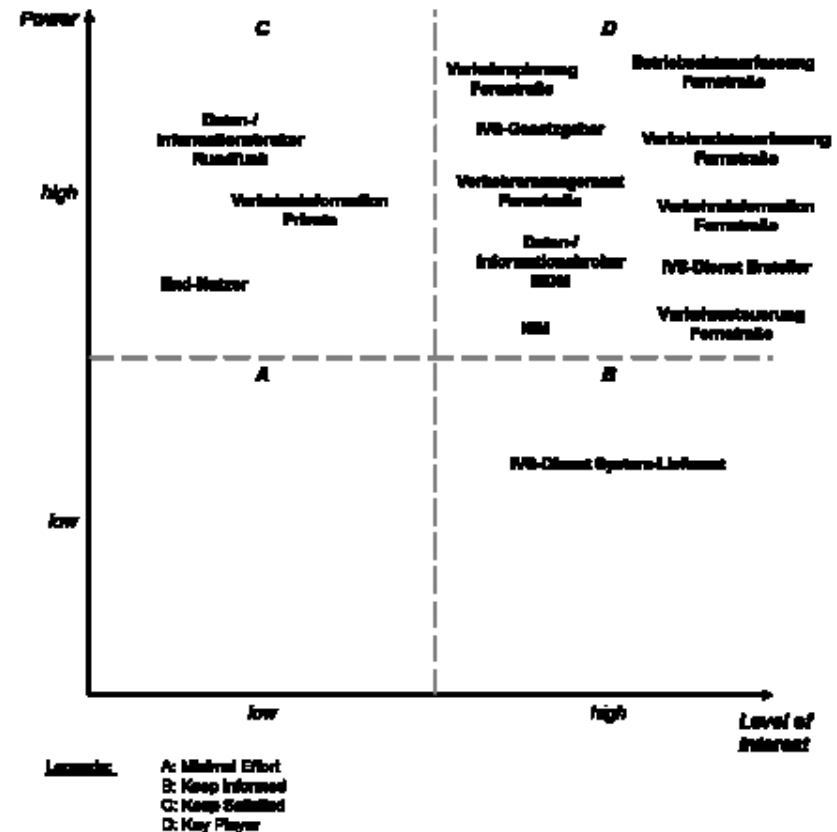 Power
C
D
Verkehrsplanung
Fernstraße
Betriebsdatenerfassung
Fernstraße
Daten-/
Informationsbroker
Rundfunk
IVS-Gesetzgeber
Verkehrsdatenerfassung
Fernstraße
high
Verkehrsinformation
Private
Verkehrsmanagement
Fernstraße
Verkehrsinformation
Fernstraße
Daten-/
Informationsbroker
MDM
IVS-Dienst Ersteller
End-Nutzer
Verkehrssteuerung
Fernstraße
A
B
IVS-Dienst System-Lieferant
low
low
high
Level of
Interest
Legende:
A: Minimal Effort
B: Keep Informed
C: Keep Satisfied
D: Key Player